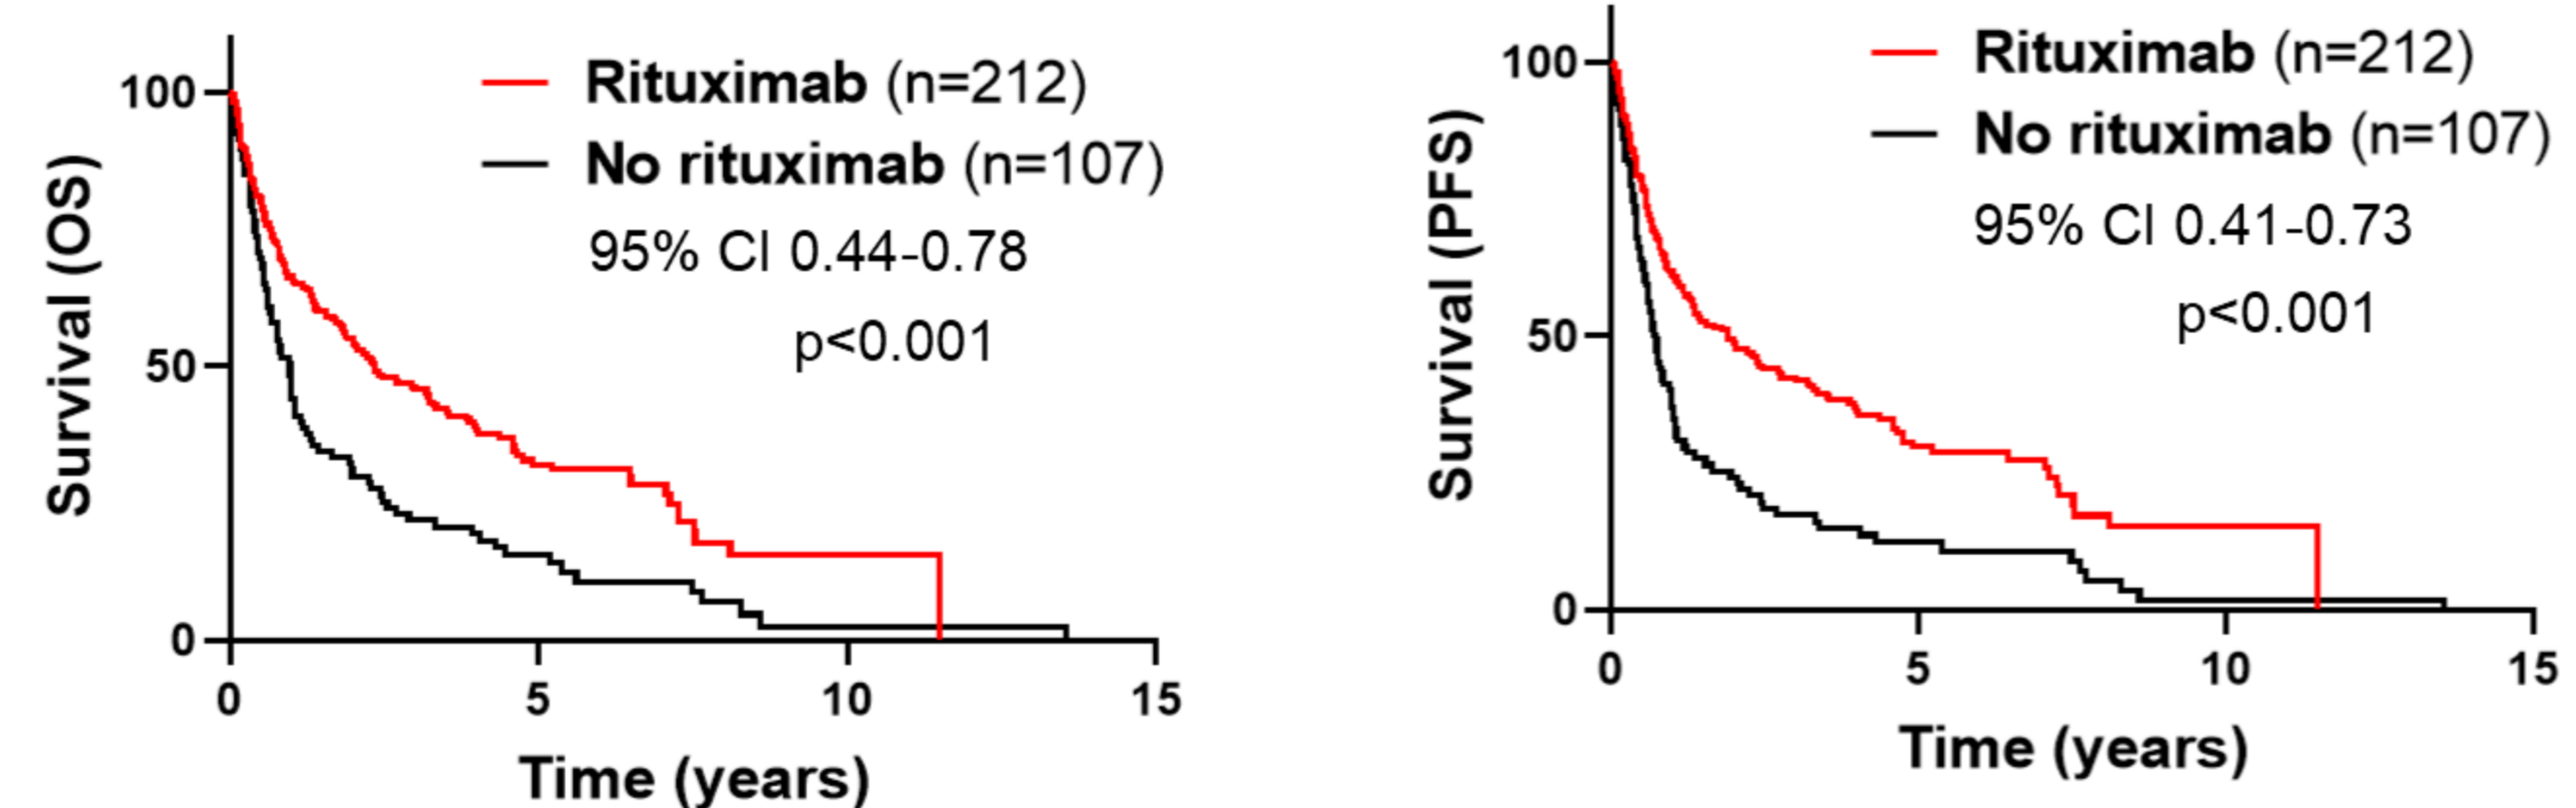 Survival (OS)
100
50
0
0 5 10 15
Time (years)
Rituximab (n=212)
No rituximab (n=107)
95% CI 0.44-0.78
p<0.001
Survival (PFS)
100
50
0
0 5 10 15
Time (years)
Rituximab (n=212)
No rituximab (n=107)
95% CI 0.41-0.73
p<0.001